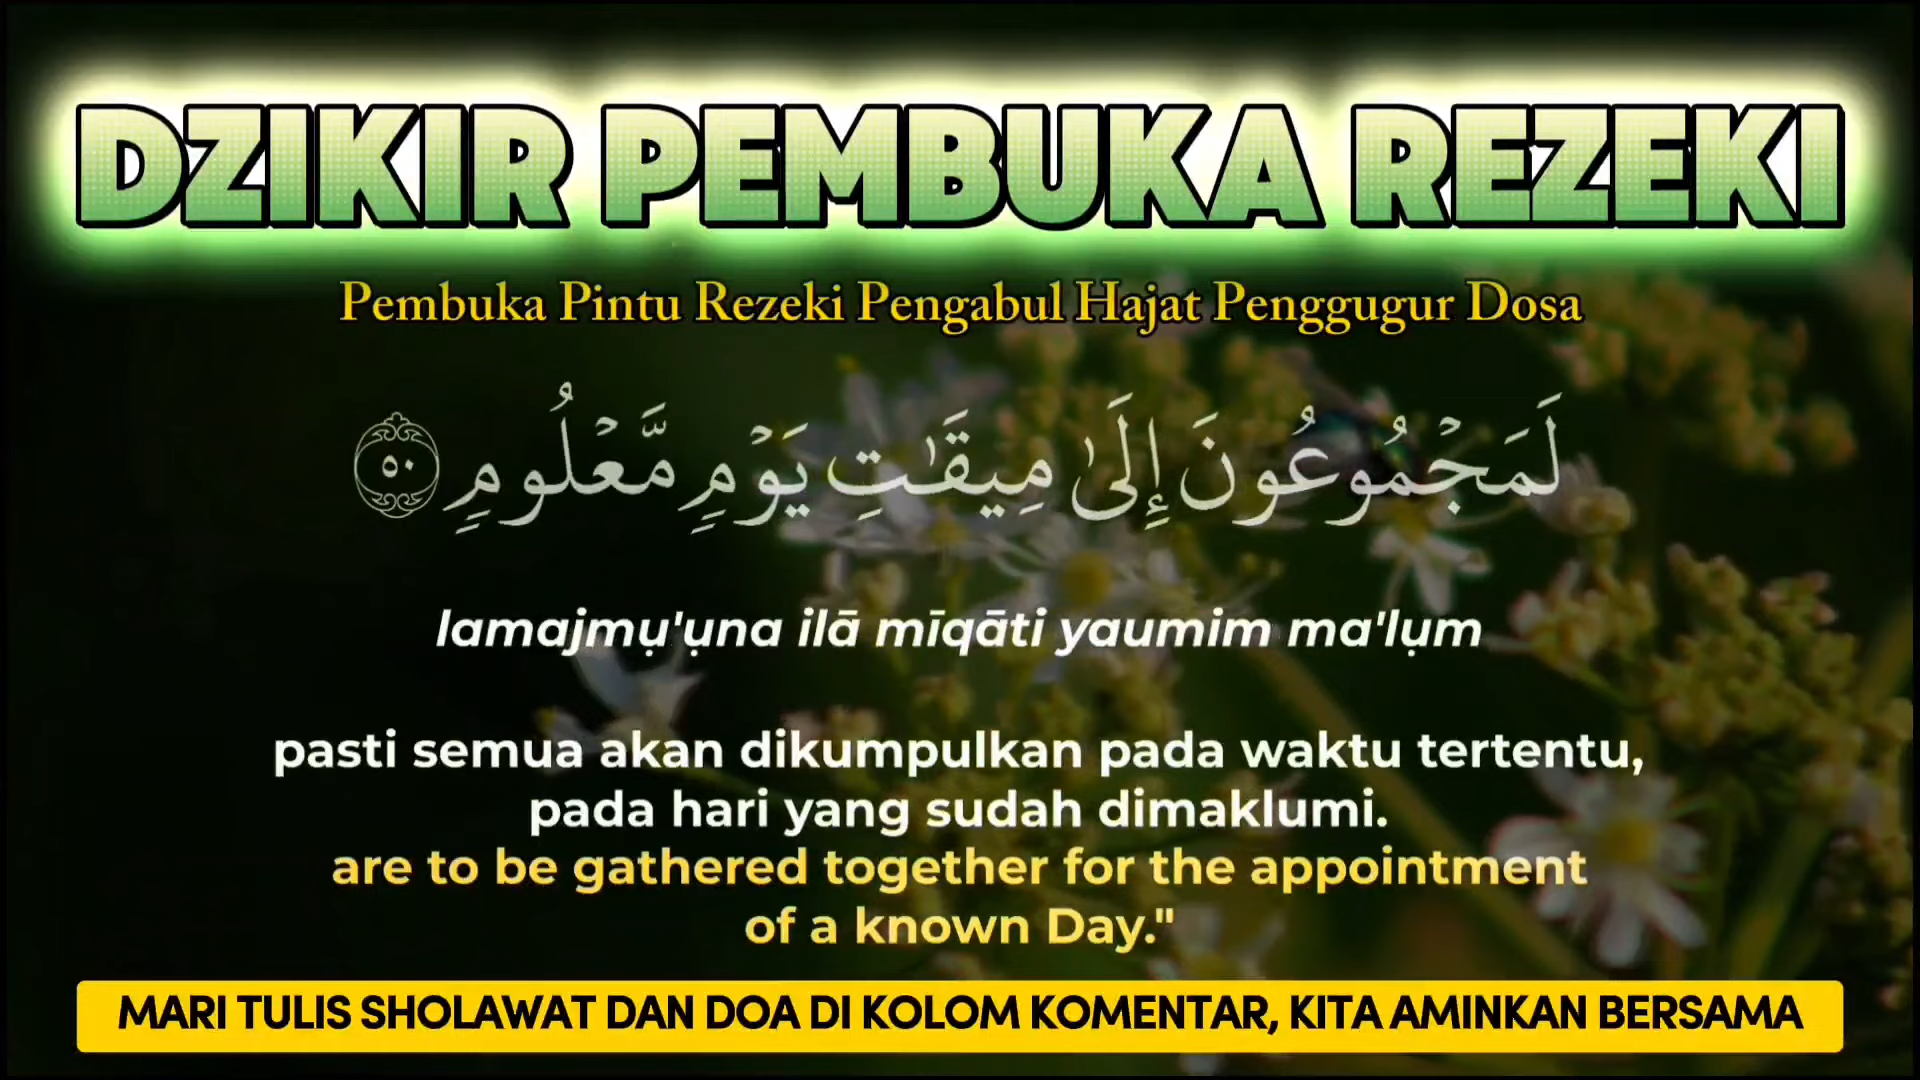 DZIKIR PEMBUKA REZEKI
Pembuka Pintu Rezeki Pengabul Hajat Penggugur Dosa
لَمَجْمُوعُونَ إِلَىٰ مِيقَـٰتِ يَوْمٍ مَّعْلُومٍ ٥٠
lamajmụ'ụna ilā mīqāti yaumim ma'lụm
pasti semua akan dikumpulkan pada waktu tertentu,
pada hari yang sudah dimaklumi.
are to be gathered together for the appointment
of a known Day."
MARI TULIS SHOLAWAT DAN DOA DI KOLOM KOMENTAR, KITA AMINKAN BERSAMA